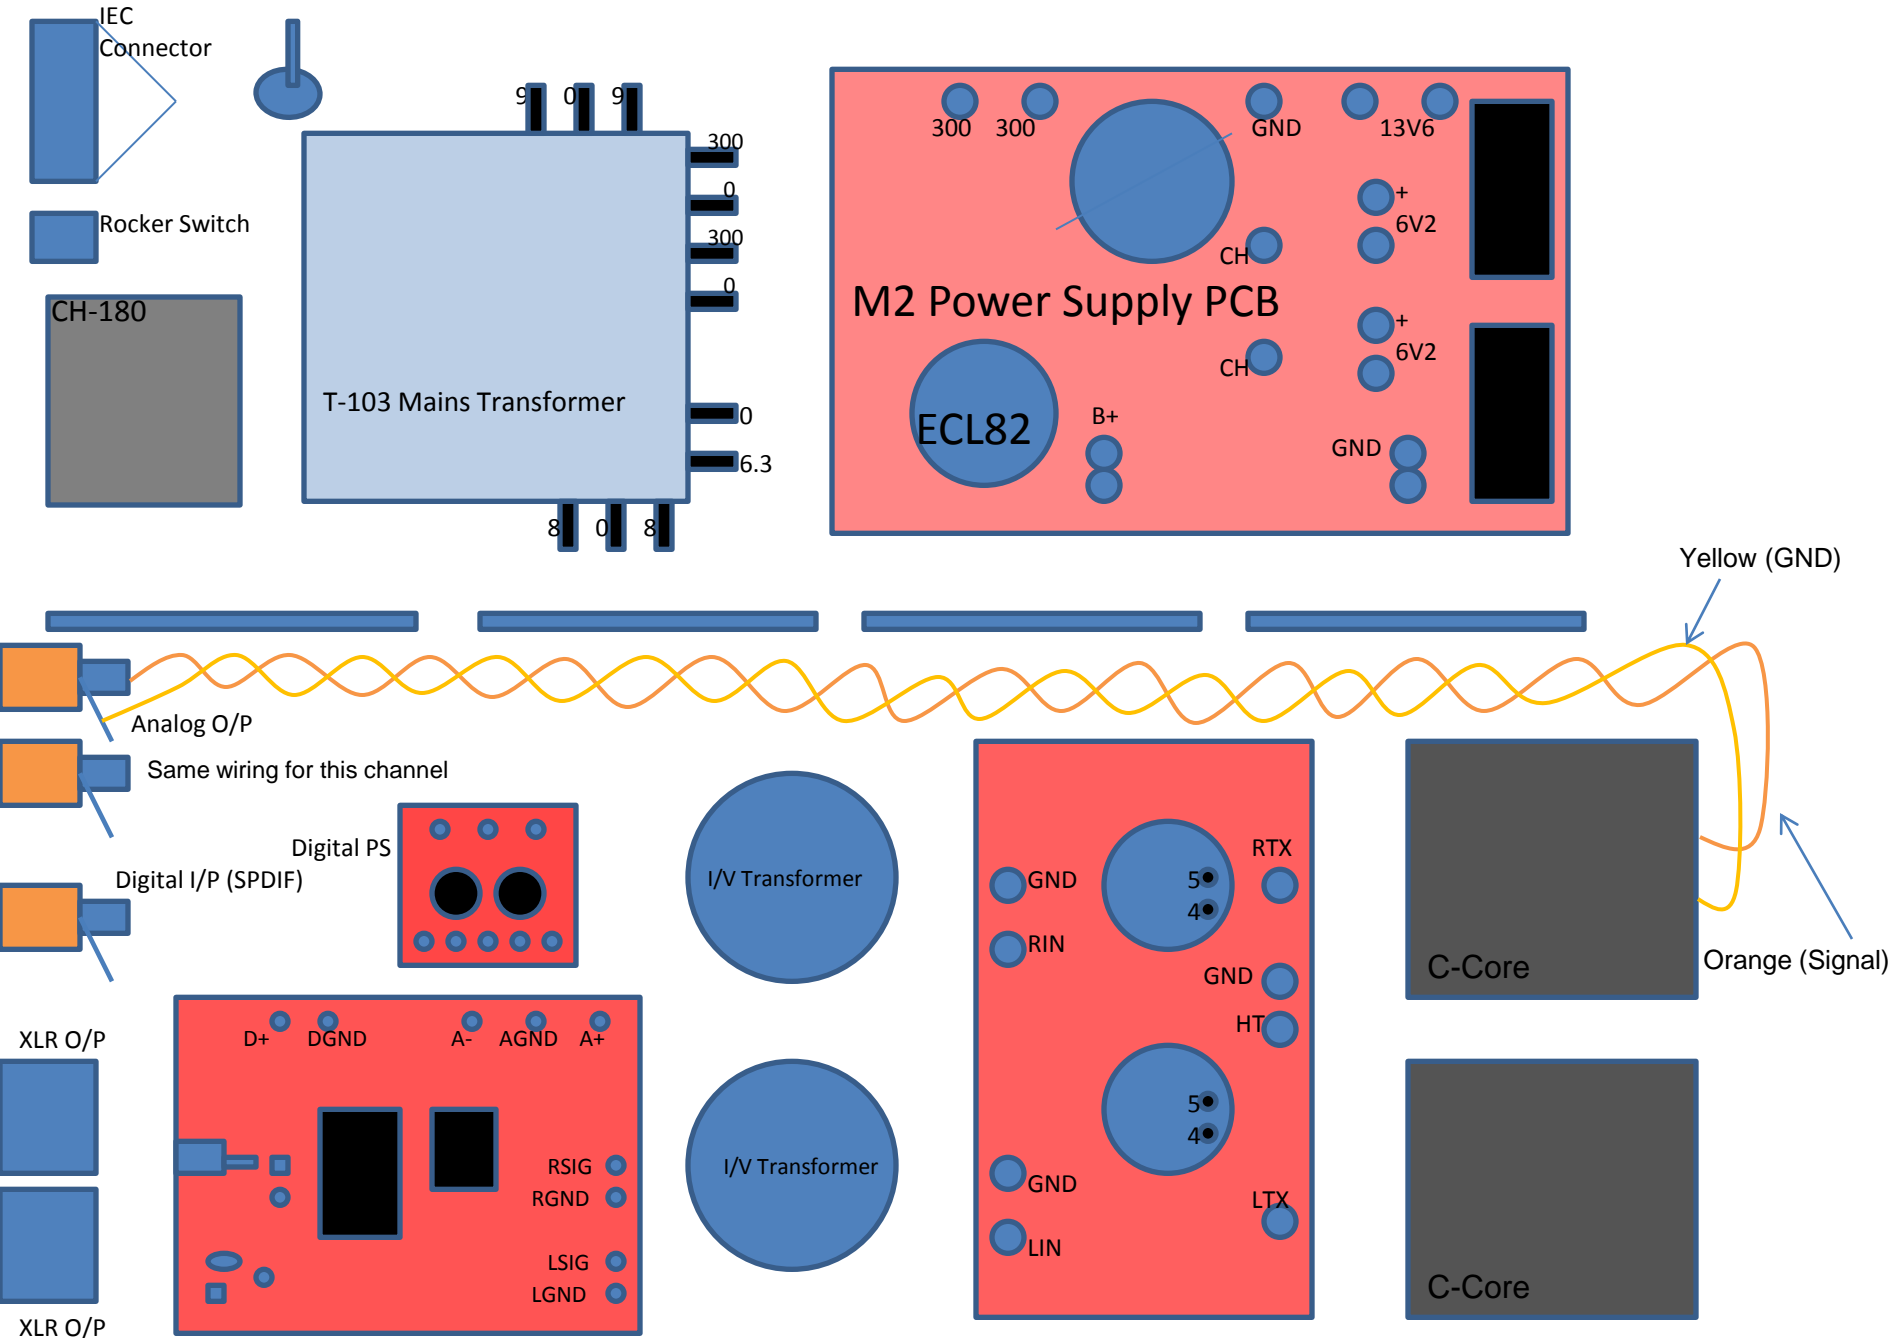 IEC
Connector
Rocker Switch
CH-180
9 0 9
300
0
300
0
T-103 Mains Transformer
0
6.3
8 0 8
300 300 GND 13V6
+
6V2
CH
M2 Power Supply PCB
+
6V2
CH
ECL82
B+
GND
Yellow (GND)
Analog O/P
Same wiring for this channel
Digital PS
Digital I/P (SPDIF)
I/V Transformer
GND
RIN
5
4
RTX
GND
HT
C-Core
Orange (Signal)
XLR O/P
D+ DGND A- AGND A+
RSIG
RGND
LSIG
LGND
I/V Transformer
5
4
GND
LIN
LTX
C-Core
XLR O/P